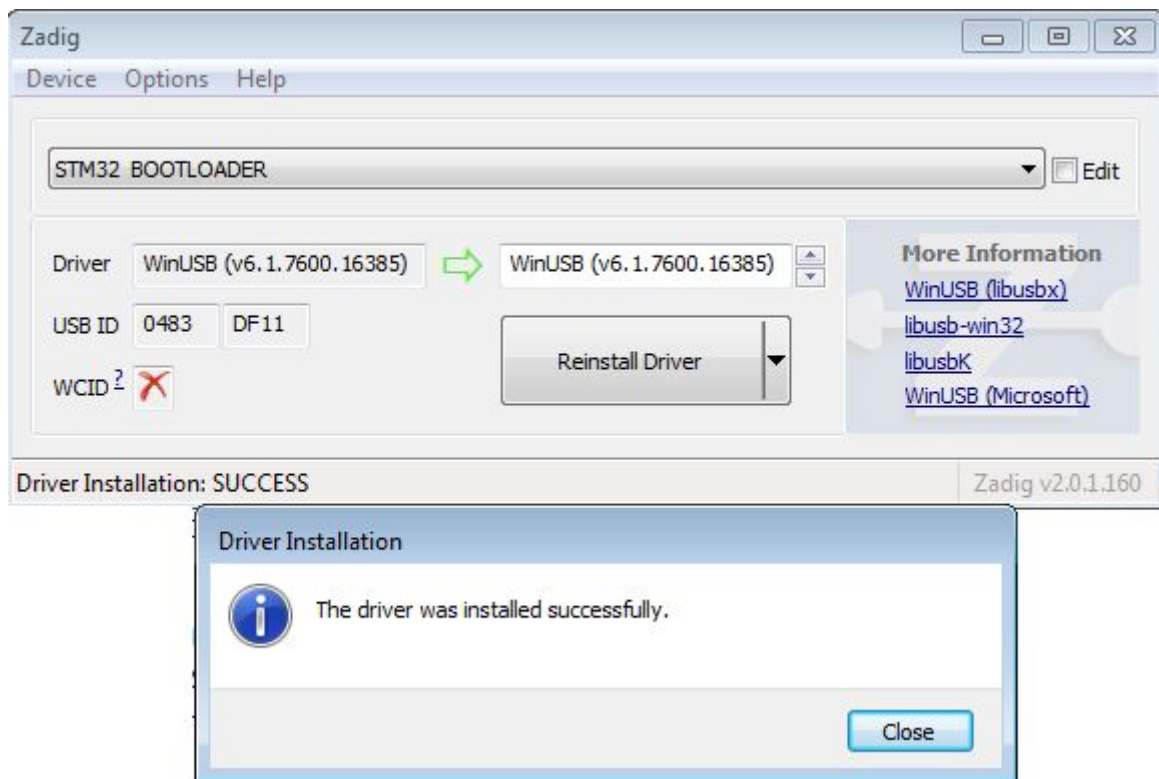 Zadig
Device Options Help
STM32 BOOTLOADER
Edit
Driver WinUSB (v6.1.7600.16385) WinUSB (v6.1.7600.16385)
USB ID 0483 DF11
WCID ?
Reinstall Driver
More Information
WinUSB (libusbx)
libusb-win32
libusbK
WinUSB (Microsoft)
Driver Installation: SUCCESS
Zadig v2.0.1.160
Driver Installation
The driver was installed successfully.
Close